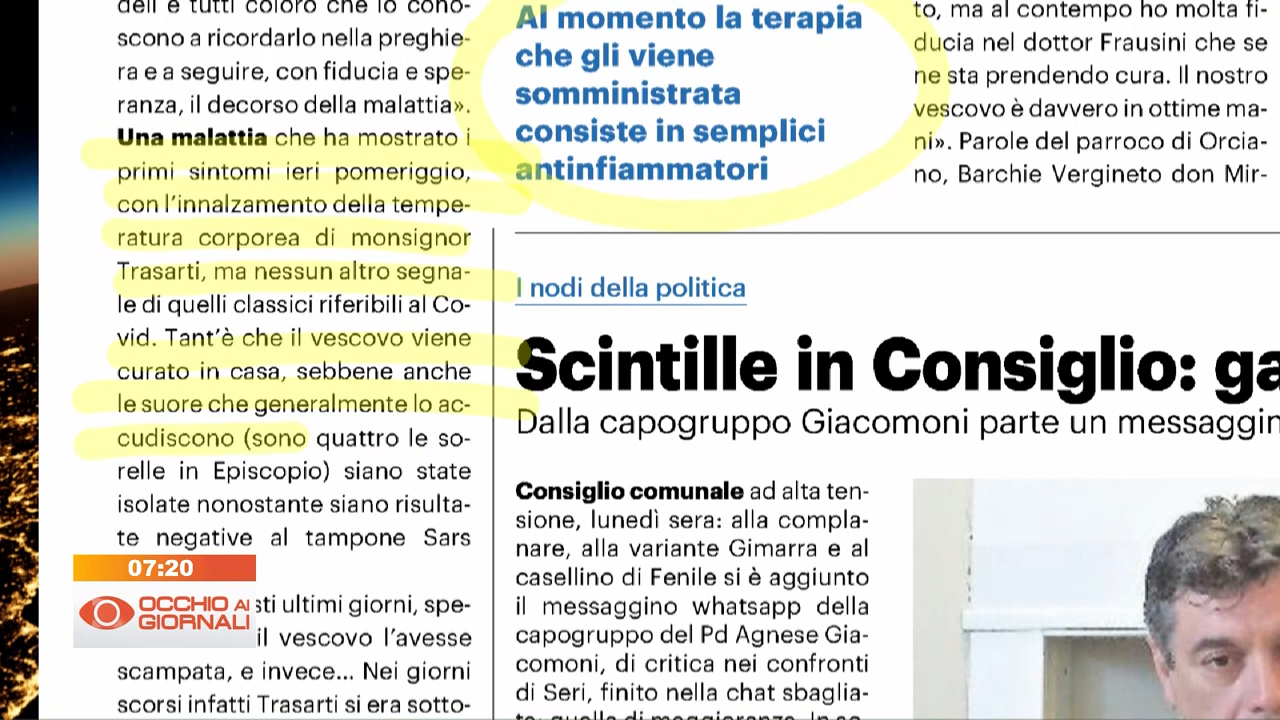 dell'è tutti coloro che lo cono-
scono a ricordarlo nella preghie-
ra e a seguire, con fiducia e spe-
ranza, il decorso della malattia».
Una malattia che ha mostrato i
primi sintomi ieri pomeriggio,
con l'innalzamento della tempe-
ratura corporea di monsignor
Trasarti, ma nessun altro segna-
le di quelli classici riferibili al Co-
vid. Tant'è che il vescovo viene
curato in casa, sebbene anche
le suore che generalmente lo ac-
cudiscono (sono quattro le so-
relle in Episcopio) siano state
isolate nonostante siano risulta-
te negative al tampone Sars
sti ultimi giorni, spe-
il vescovo l'avesse
scampata, e invece... Nei giorni
scorsi infatti Trasarti si era sotto-
Al momento la terapia
che gli viene
somministrata
consiste in semplici
antinfiammatori
to, ma al contempo ho molta fi-
ducia nel dottor Frausini che se
ne sta prendendo cura. Il nostro
vescovo è davvero in ottime ma-
ni». Parole del parroco di Orcia-
no, Barchie Vergineto don Mir-
I nodi della politica
Scintille in Consiglio: ga
Dalla capogruppo Giacomoni parte un messaggin
Consiglio comunale ad alta ten-
sione, lunedì sera: alla compla-
nare, alla variante Gimarra e al
casellino di Fenile si è aggiunto
il messaggino whatsapp della
capogruppo del Pd Agnese Gia-
comoni, di critica nei confronti
di Seri, finito nella chat sbaglia-
07:20
OCCHIO AI
GIORNALI